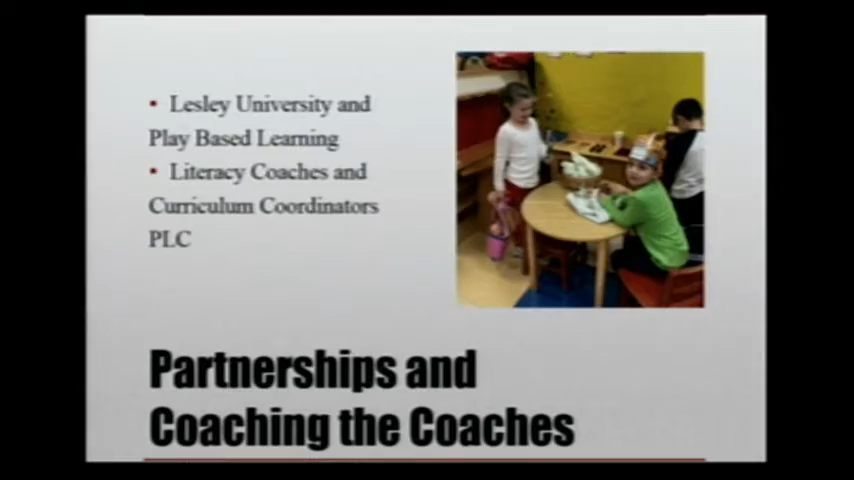 ▪ Lesley University and
Play Based Learning
▪ Literacy Coaches and
Curriculum Coordinators
PLC
Partnerships and
Coaching the Coaches